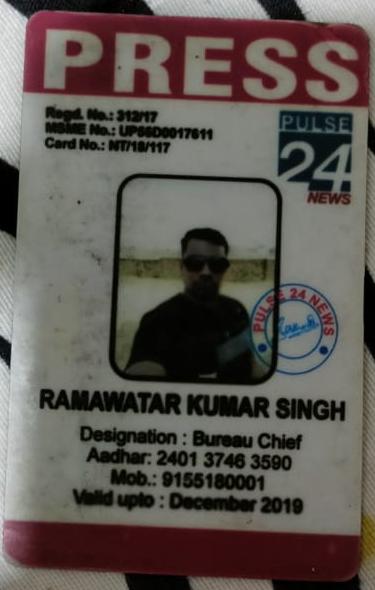 PRESS
Regd. No.: 312/17
MSME No.: UP56D0017611
Card No.: NT/18/117
PULSE
24
NEWS
PULSE 24 NEWS
RAMAWATAR KUMAR SINGH
Designation : Bureau Chief
Aadhar: 2401 3746 3590
Mob.: 9155180001
Valid upto : December 2019